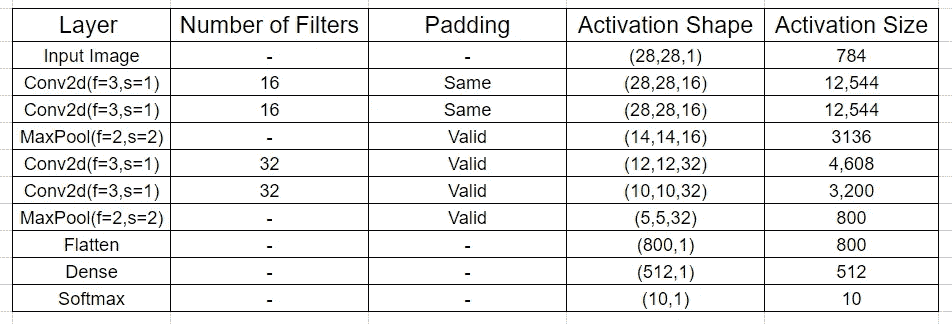 Layer Number of Filters Padding Activation Shape Activation Size
Input Image - - (28,28,1) 784
Conv2d(f=3,s=1) 16 Same (28,28,16) 12,544
Conv2d(f=3,s=1) 16 Same (28,28,16) 12,544
MaxPool(f=2,s=2) - Valid (14,14,16) 3136
Conv2d(f=3,s=1) 32 Valid (12,12,32) 4,608
Conv2d(f=3,s=1) 32 Valid (10,10,32) 3,200
MaxPool(f=2,s=2) - Valid (5,5,32) 800
Flatten - - (800,1) 800
Dense - - (512,1) 512
Softmax - - (10,1) 10